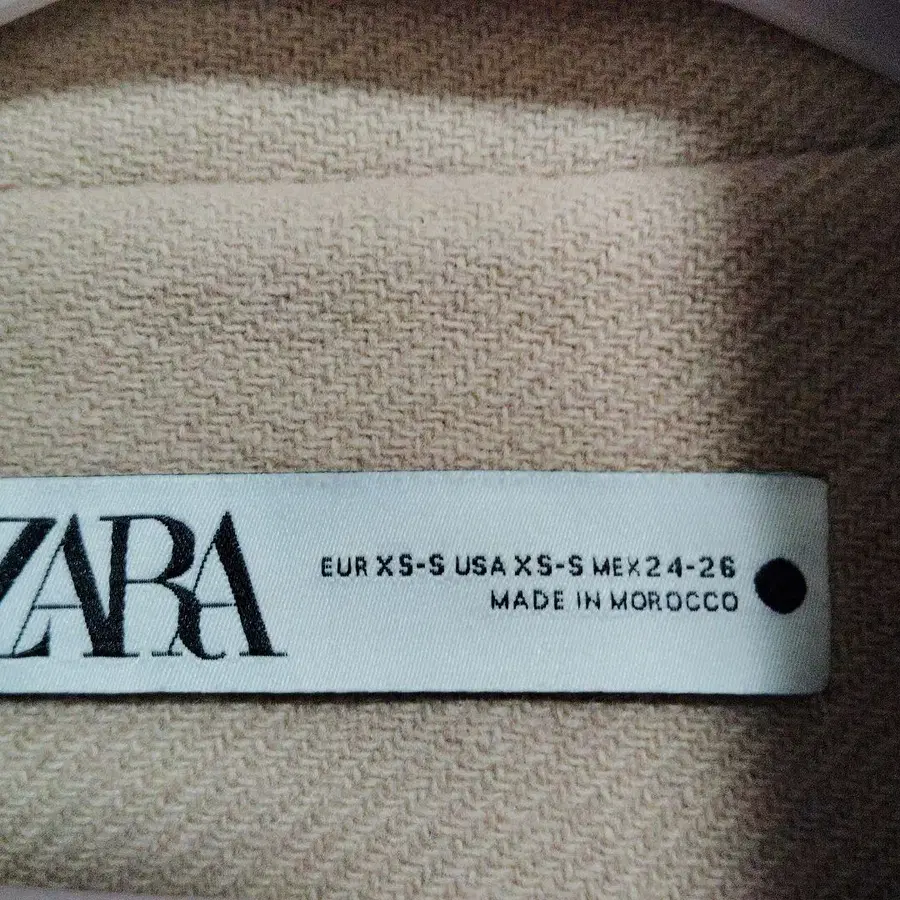 ZARA
EUR XS-S USA XS-S MEX 24-26
MADE IN MOROCCO